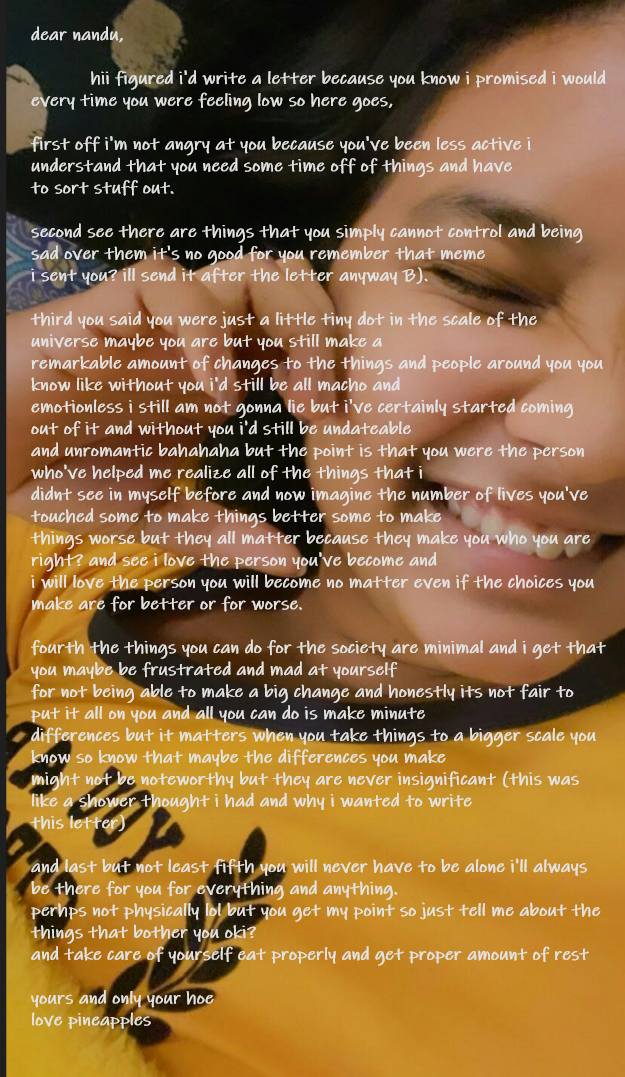 dear nandu,
hii figured i'd write a letter because you know i promised i would
every time you were feeling low so here goes,
first off i'm not angry at you because you've been less active i
understand that you need some time off of things and have
to sort stuff out.
second see there are things that you simply cannot control and being
sad over them it's no good for you remember that meme
i sent you? ill send it after the letter anyway B).
third you said you were just a little tiny dot in the scale of the
universe maybe you are but you still make a
remarkable amount of changes to the things and people around you you
know like without you i'd still be all macho and
emotionless i still am not gonna lie but i've certainly started coming
out of it and without you i'd still be undateable
and unromantic bahahaha but the point is that you were the person
who've helped me realize all of the things that i
didnt see in myself before and now imagine the number of lives you've
touched some to make things better some to make
things worse but they all matter because they make you who you are
right? and see i love the person you've become and
i will love the person you will become no matter even if the choices you
make are for better or for worse.
fourth the things you can do for the society are minimal and i get that
you maybe be frustrated and mad at yourself
for not being able to make a big change and honestly its not fair to
put it all on you and all you can do is make minute
differences but it matters when you take things to a bigger scale you
know so know that maybe the differences you make
might not be noteworthy but they are never insignificant (this was
like a shower thought i had and why i wanted to write
this letter)
and last but not least fifth you will never have to be alone i'll always
be there for you for everything and anything.
perhps not physically lol but you get my point so just tell me about the
things that bother you oki?
and take care of yourself eat properly and get proper amount of rest
yours and only your hoe
love pineapples